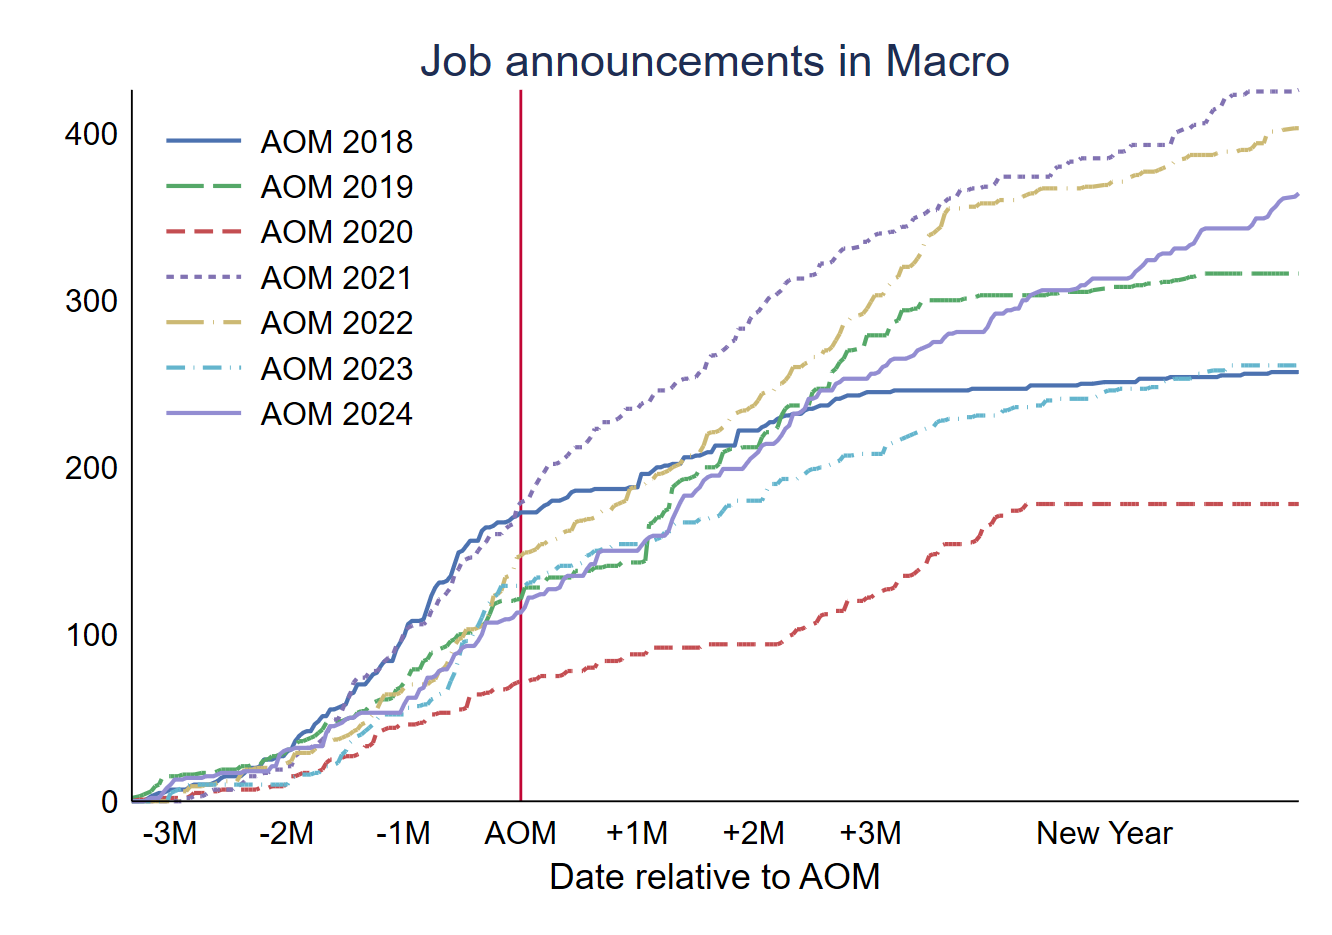 Job announcements in Macro
400
300
200
100
0
AOM 2018
AOM 2019
AOM 2020
AOM 2021
AOM 2022
AOM 2023
AOM 2024
-3M -2M -1M AOM +1M +2M +3M New Year
Date relative to AOM